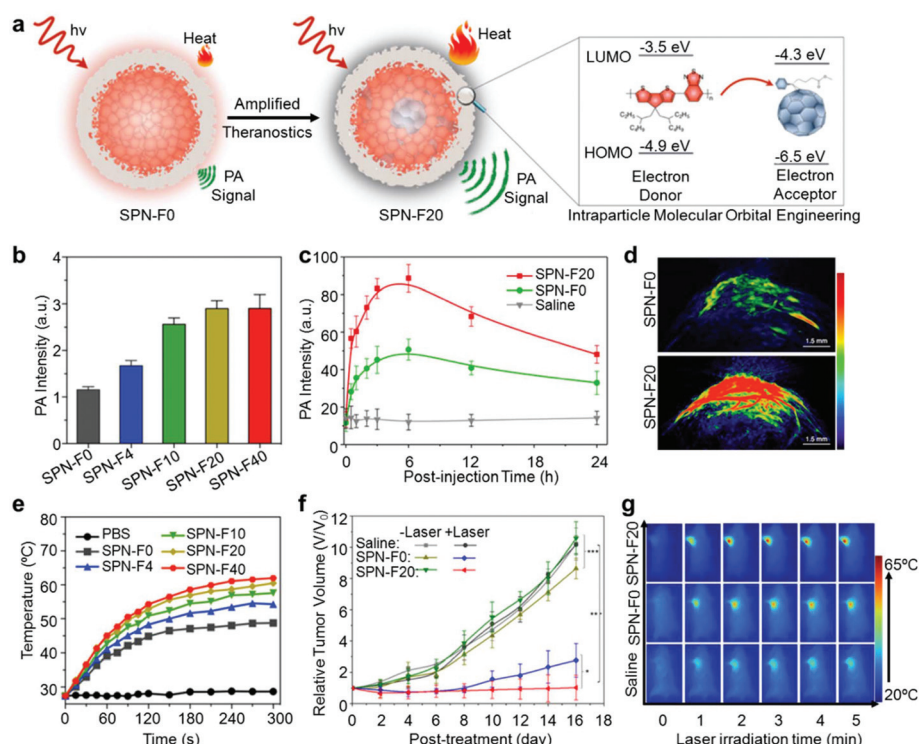 a
hν
Heat
PA
Signal
SPN-F0
Amplified
Theranostics
hν
Heat
PA
Signal
SPN-F20
LUMO
-3.5 eV
-4.3 eV
HOMO
-4.9 eV
-6.5 eV
Electron
Donor
Electron
Acceptor
Intraparticle Molecular Orbital Engineering
b
PA Intensity (a.u.)
4
3
2
1
0
SPN-F0
SPN-F4
SPN-F10
SPN-F20
SPN-F40
c
PA Intensity (a.u.)
100
80
60
40
20
0
0
6
12
18
24
Post-injection Time (h)
SPN-F20
SPN-F0
Saline
d
SPN-F0
1.5 mm
SPN-F20
1.5 mm
e
Temperature (ºC)
80
70
60
50
40
30
0
60
120
180
240
300
Time (s)
PBS
SPN-F0
SPN-F4
SPN-F10
SPN-F20
SPN-F40
f
Relative Tumor Volume (V/V0)
12
10
8
6
4
2
0
0
2
4
6
8
10
12
14
16
18
Post-treatment (day)
-Laser +Laser
Saline:
SPN-F0:
SPN-F20:
***
*
g
SPN-F20
SPN-F0
Saline
0
1
2
3
4
5
Laser irradiation time (min)
65ºC
20ºC